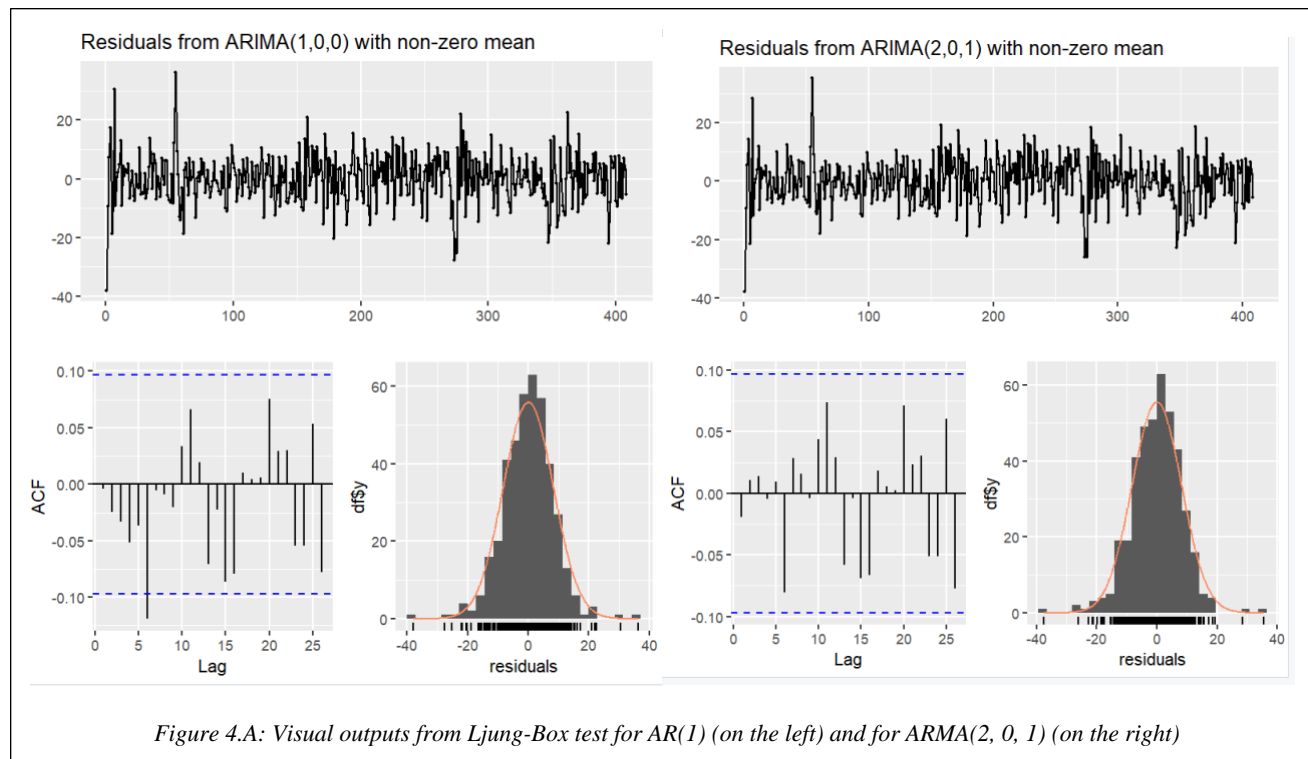 Residuals from ARIMA(1,0,0) with non-zero mean
20
0
-20
-40
0 100 200 300 400
0.10
0.05
0.00
-0.05
-0.10
ACF
0 5 10 15 20 25
Lag
60
40
20
0
df$y
-40 -20 0 20 40
residuals
Residuals from ARIMA(2,0,1) with non-zero mean
20
0
-20
-40
0 100 200 300 400
0.10
0.05
0.00
-0.05
-0.10
ACF
0 5 10 15 20 25
Lag
60
40
20
0
df$y
-40 -20 0 20 40
residuals
Figure 4.A: Visual outputs from Ljung-Box test for AR(1) (on the left) and for ARMA(2, 0, 1) (on the right)